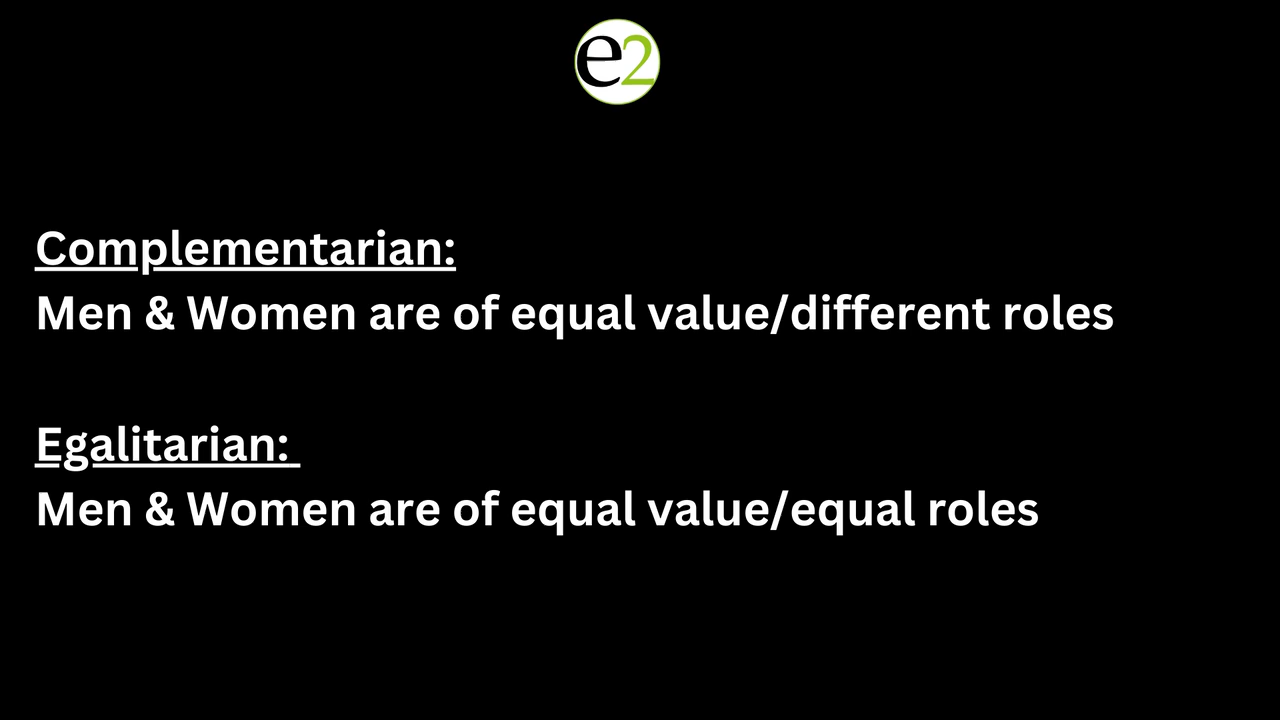 e2
Complementarian:
Men & Women are of equal value/different roles
Egalitarian:
Men & Women are of equal value/equal roles